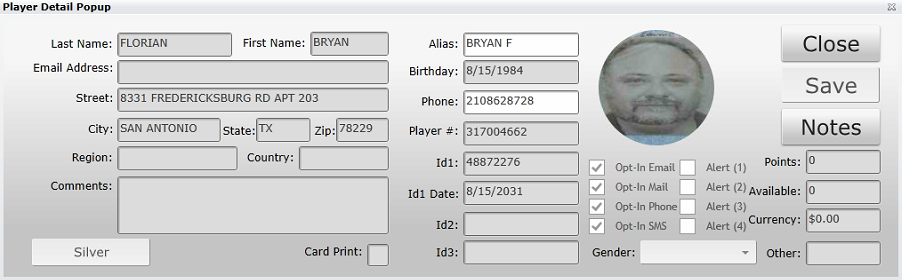 Player Detail Popup
Last Name: FLORIAN First Name: BRYAN Alias: BRYAN F Close
Email Address: Birthday: 8/15/1984
Street: 8331 FREDERICKSBURG RD APT 203 Phone: 2108628728 Save
City: SAN ANTONIO State: TX Zip: 78229 Player #: 317004662 Notes
Region: Country: Id1: 48872276 Opt-In Email Alert (1) Points: 0
Comments: Id1 Date: 8/15/2031 Opt-In Mail Alert (2) Available: 0
Opt-In Phone Alert (3)
Id2: Opt-In SMS Alert (4) Currency: $0.00
Silver Card Print: Id3: Gender: Other: